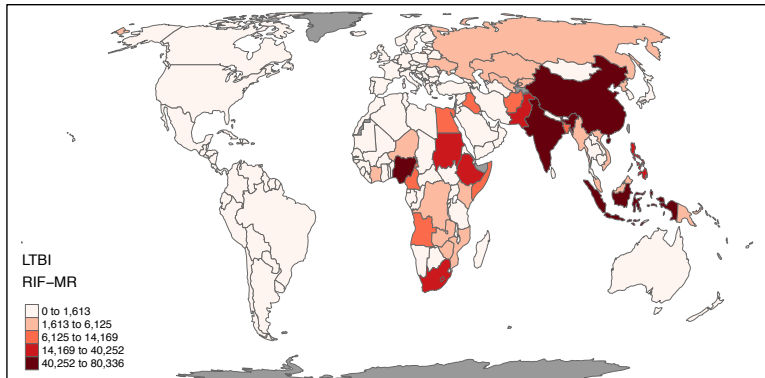 LTBI
RIF−MR
0 to 1,613
1,613 to 6,125
6,125 to 14,169
14,169 to 40,252
40,252 to 80,336